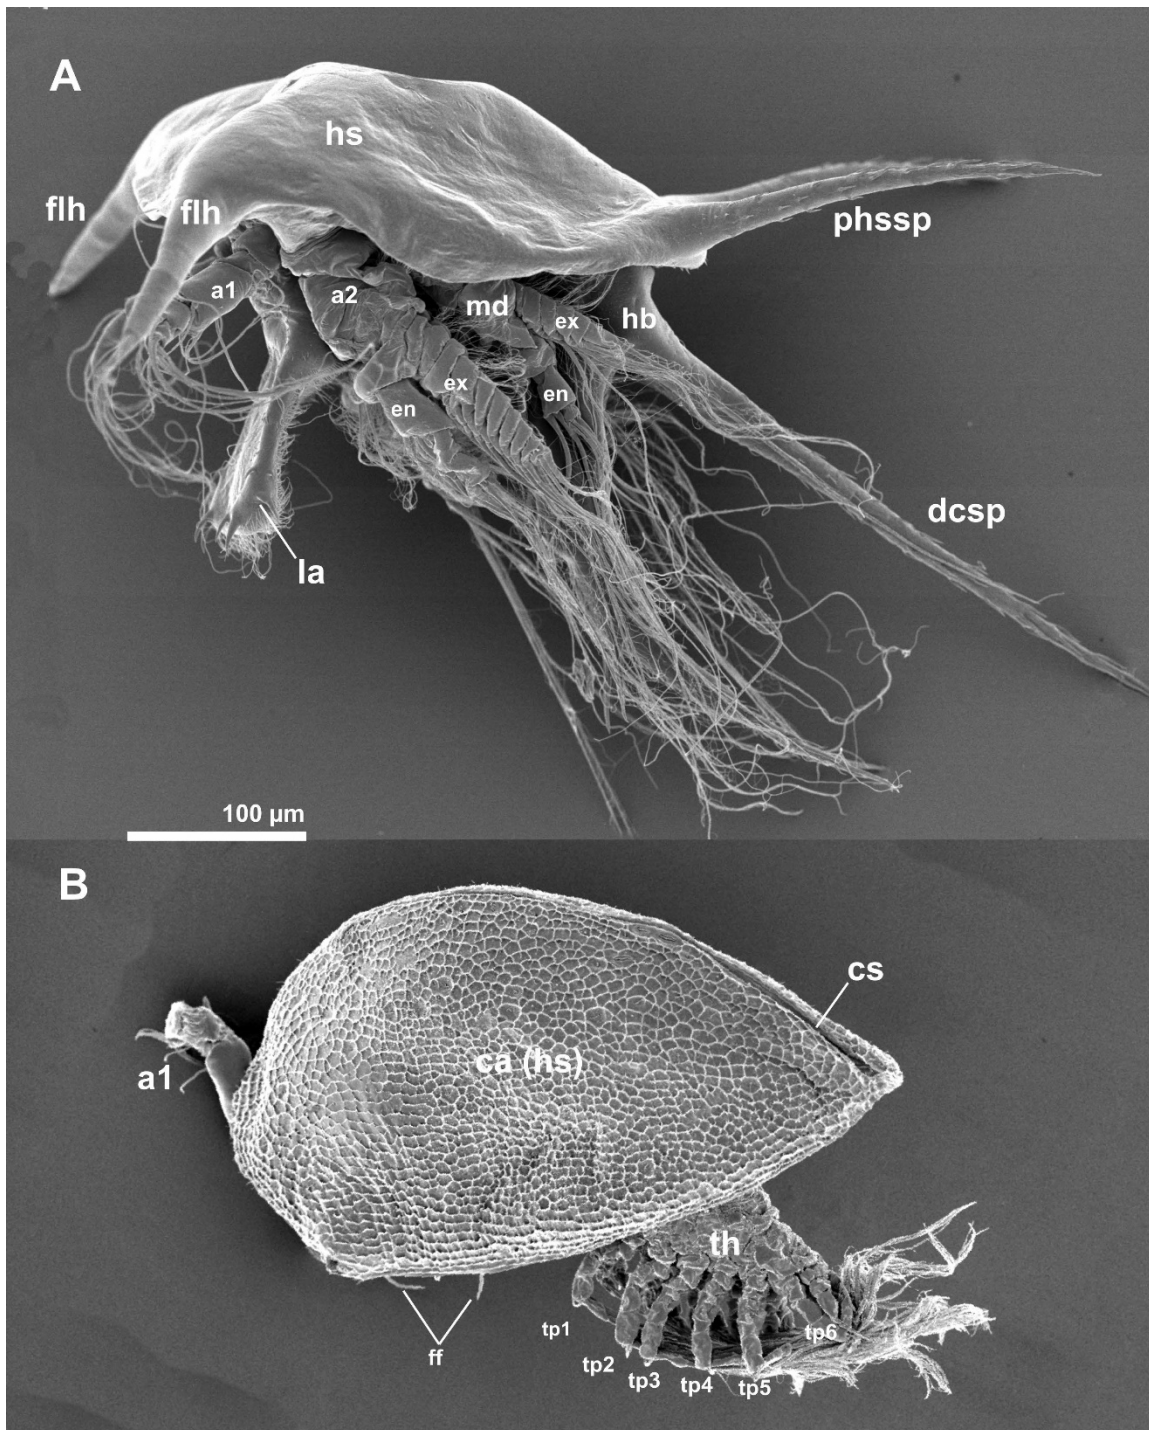 A
hs
flh
flh
phssp
a1
a2
md
ex
hb
ex
en
en
dcsp
la
100 µm
B
cs
a1
ca (hs)
th
tp1
tp6
ff
tp2
tp3
tp4
tp5